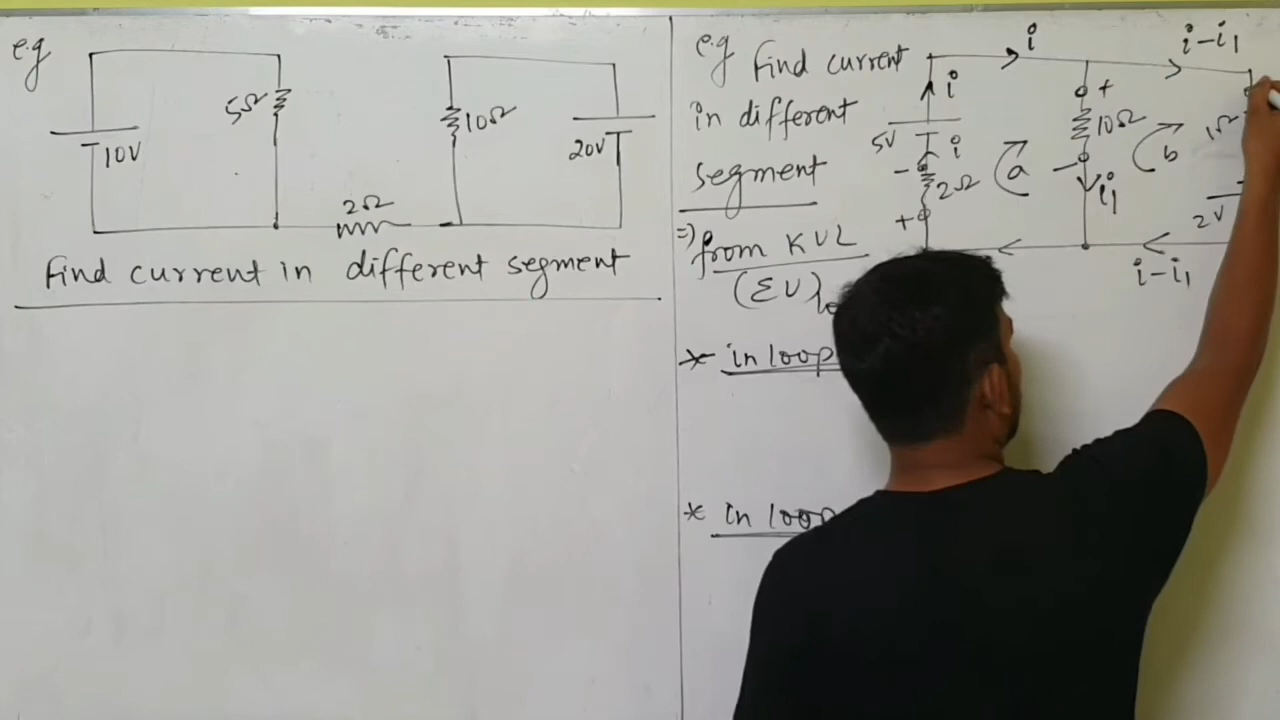 e.g
5Ω
10V
10Ω
20V
2Ω
Find current in different segment
e.g Find current
in different
segment
=) from KVL
(ΣV)
* in loop
* in loop
i
i
i-i1
5V
i
- 
2Ω
+
a
+
10Ω
-
i1
b
1Ω
2V
i-i1